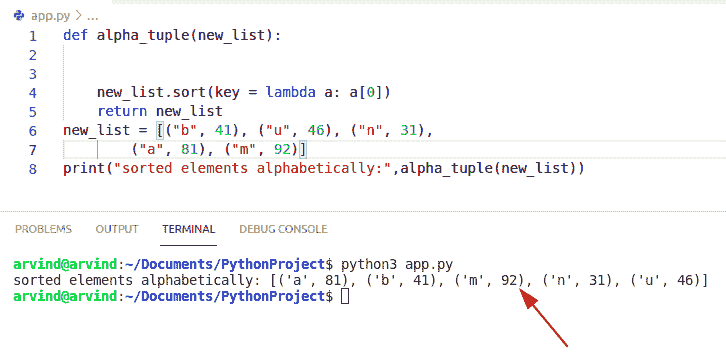 app.py > ...
1 def alpha_tuple(new_list):
2
3
4 new_list.sort(key = lambda a: a[0])
5 return new_list
6 new_list = [("b", 41), ("u", 46), ("n", 31),
7 ("a", 81), ("m", 92)]
8 print("sorted elements alphabetically:",alpha_tuple(new_list))
PROBLEMS OUTPUT TERMINAL DEBUG CONSOLE
arvind@arvind:~/Documents/PythonProject$ python3 app.py
sorted elements alphabetically: [('a', 81), ('b', 41), ('m', 92), ('n', 31), ('u', 46)]
arvind@arvind:~/Documents/PythonProject$